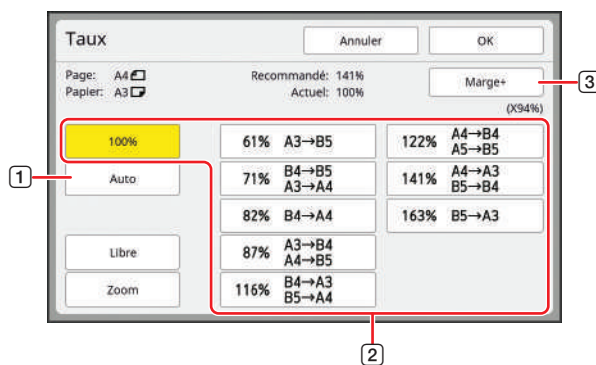 Taux
Annuler
OK
Page: A4
Papier: A3
Recommandé: 141%
Actuel: 100%
Marge+
(X94%)
3
100%
61% A3→B5
122% A4→B4
A5→B5
1
Auto
71% B4→B5
A3→A4
141% A4→A3
B5→B4
82% B4→A4
163% B5→A3
Libre
87% A3→B4
A4→B5
Zoom
116% B4→A3
B5→A4
2